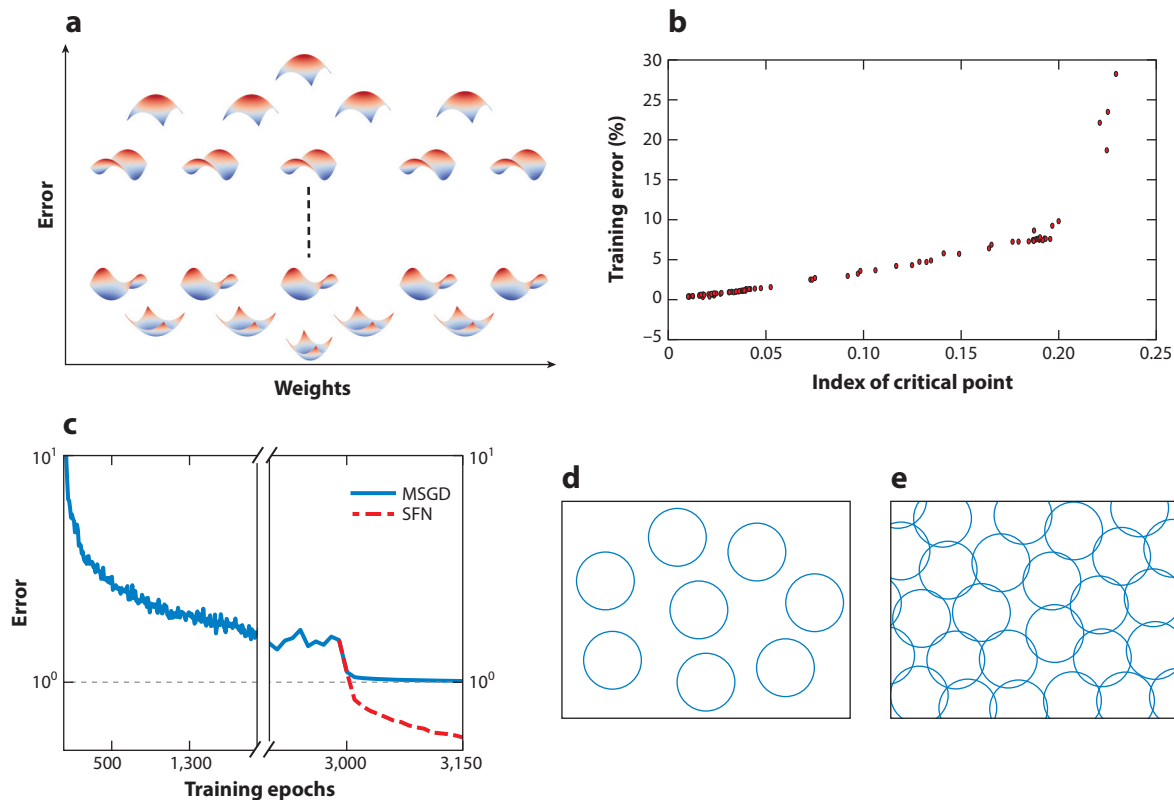 a
Error
Weights
b
Training error (%)
30
25
20
15
10
5
0
−5
0
0.05
0.10
0.15
0.20
0.25
Index of critical point
c
Error
10¹
10⁰
10¹
10⁰
MSGD
SFN
500
1,300
3,000
3,150
Training epochs
d
e